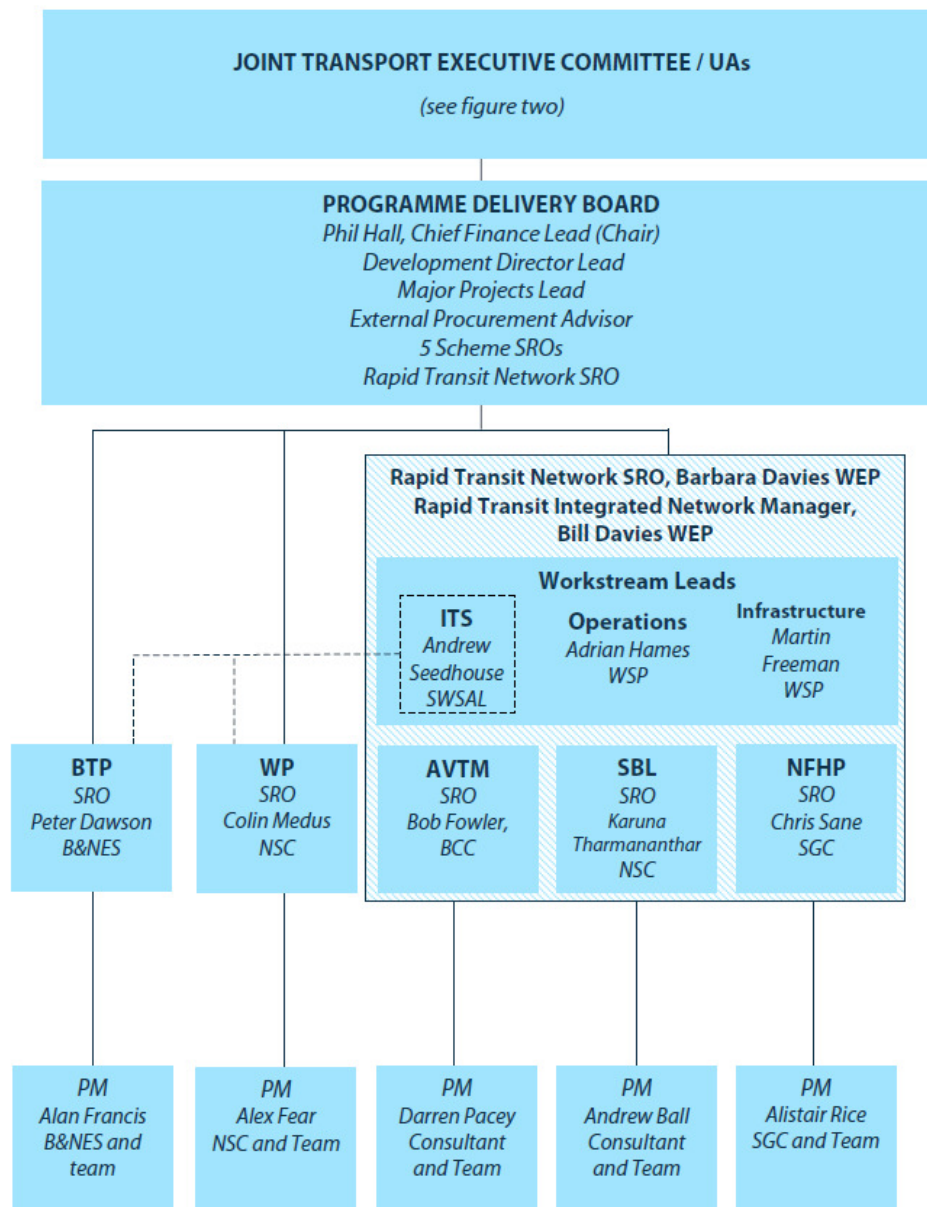 JOINT TRANSPORT EXECUTIVE COMMITTEE / UAs
(see figure two)
PROGRAMME DELIVERY BOARD
Phil Hall, Chief Finance Lead (Chair)
Development Director Lead
Major Projects Lead
External Procurement Advisor
5 Scheme SROs
Rapid Transit Network SRO
Rapid Transit Network SRO, Barbara Davies WEP
Rapid Transit Integrated Network Manager,
Bill Davies WEP
Workstream Leads
ITS
Andrew
Seedhouse
SWSAL
Operations
Adrian Hames
WSP
Infrastructure
Martin
Freeman
WSP
BTP
SRO
Peter Dawson
B&NES
WP
SRO
Colin Medus
NSC
AVTM
SRO
Bob Fowler,
BCC
SBL
SRO
Karuna
Tharmananthar
NSC
NFHP
SRO
Chris Sane
SGC
PM
Alan Francis
B&NES and
team
PM
Alex Fear
NSC and Team
PM
Darren Pacey
Consultant
and Team
PM
Andrew Ball
Consultant
and Team
PM
Alistair Rice
SGC and Team